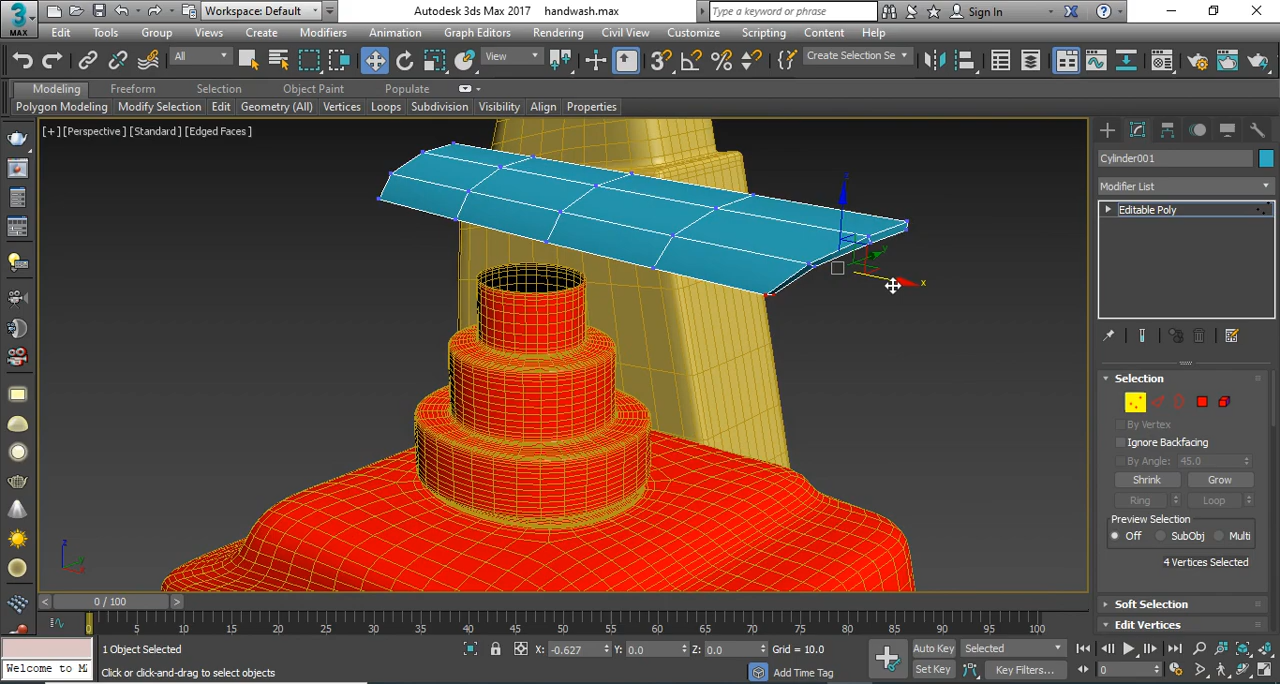 3
MAX
Workspace: Default
Autodesk 3ds Max 2017 handwash.max
Type a keyword or phrase
Sign In
Edit Tools Group Views Create Modifiers Animation Graph Editors Rendering Civil View Customize Scripting Content Help
All
View
Create Selection Se
Modeling Freeform Selection Object Paint Populate
Polygon Modeling Modify Selection Edit Geometry (All) Vertices Loops Subdivision Visibility Align Properties
[+] [Perspective] [Standard] [Edged Faces]
z
y
x
z
y
x
Cylinder001
Modifier List
Editable Poly
Selection
By Vertex
Ignore Backfacing
By Angle: 45.0
Shrink Grow
Ring Loop
Preview Selection
Off SubObj Multi
4 Vertices Selected
Soft Selection
Edit Vertices
< 0 / 100 >
0 5 10 15 20 25 30 35 40 45 50 55 60 65 70 75 80 85 90 95 100
1 Object Selected
X: -0.627 Y: 0.0 Z: 0.0 Grid = 10.0
Auto Key Selected
Welcome to M
Click or click-and-drag to select objects
Add Time Tag
Set Key Key Filters... 0